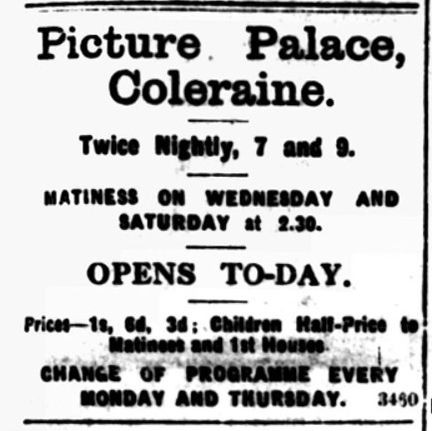 Picture Palace,
Coleraine.
Twice Nightly, 7 and 9.
MATINESS ON WEDNESDAY AND
SATURDAY at 2.30.
OPENS TO-DAY.
Prices—1s, 6d, 3d; Children Half-Price to
Matinees and 1st Houses.
CHANGE OF PROGRAMME EVERY
MONDAY AND THURSDAY. 3480